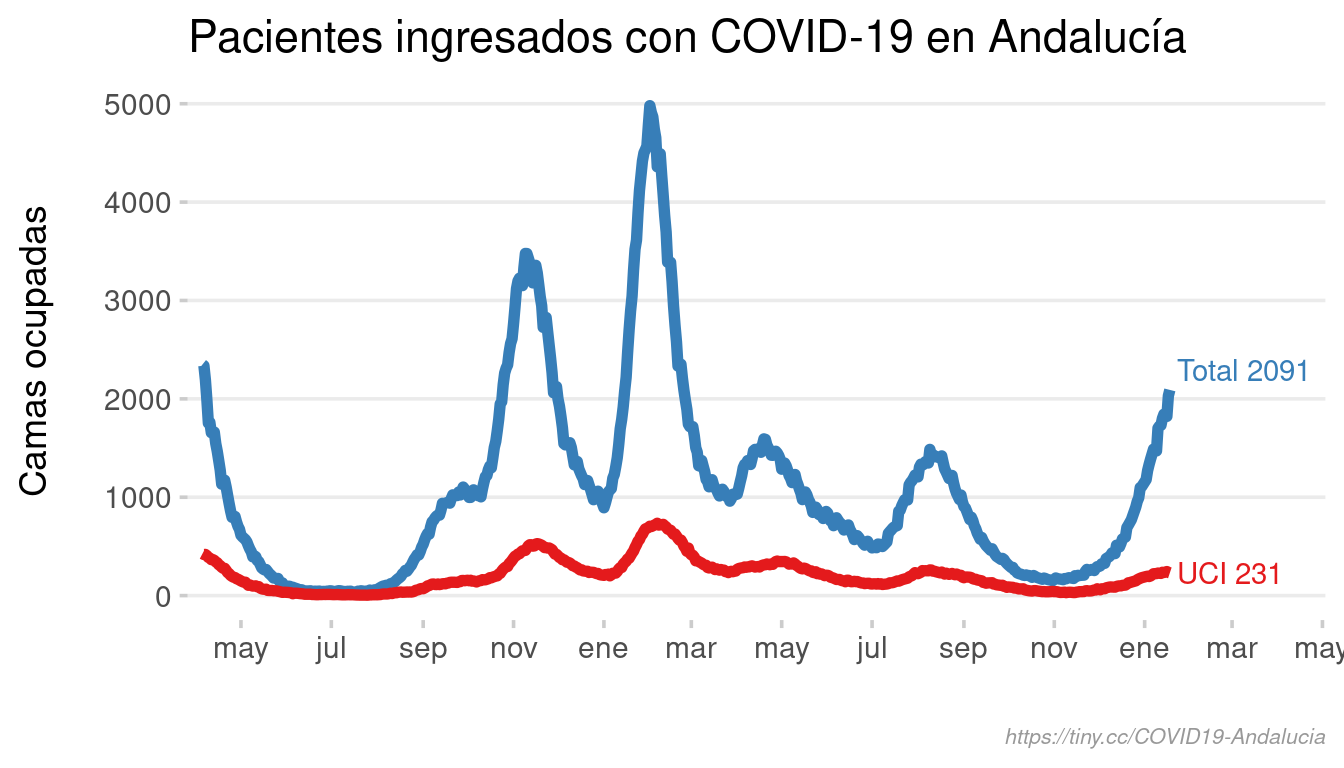 Pacientes ingresados con COVID-19 en Andalucía
Camas ocupadas
5000
4000
3000
2000
1000
0
Total 2091
UCI 231
may jul sep nov ene mar may jul sep nov ene mar may
https://tiny.cc/COVID19-Andalucia